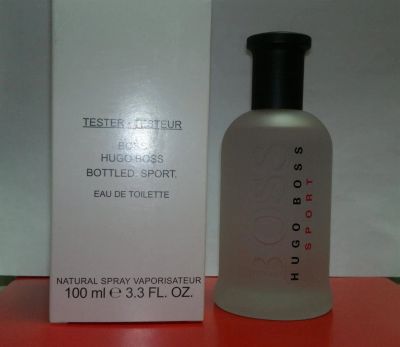 TESTER - TESTEUR
BOSS
HUGO BOSS
BOTTLED. SPORT.
EAU DE TOILETTE
NATURAL SPRAY VAPORISATEUR
100 ml ℮ 3.3 FL. OZ.
BOSS
HUGO BOSS
SPORT